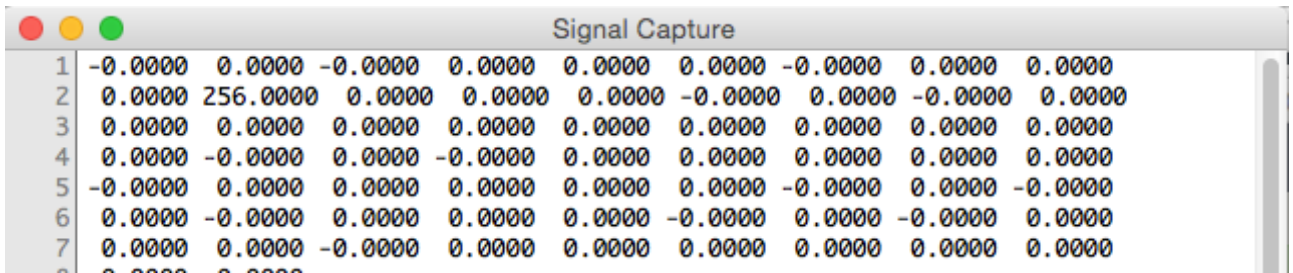 Signal Capture
1 -0.0000 0.0000 -0.0000 0.0000 0.0000 0.0000 -0.0000 0.0000 0.0000
2 0.0000 256.0000 0.0000 0.0000 0.0000 -0.0000 0.0000 -0.0000 0.0000
3 0.0000 0.0000 0.0000 0.0000 0.0000 0.0000 0.0000 0.0000 0.0000
4 0.0000 -0.0000 0.0000 -0.0000 0.0000 0.0000 0.0000 0.0000 0.0000
5 -0.0000 0.0000 0.0000 0.0000 0.0000 0.0000 -0.0000 0.0000 -0.0000
6 0.0000 -0.0000 0.0000 0.0000 0.0000 -0.0000 0.0000 -0.0000 0.0000
7 0.0000 0.0000 -0.0000 0.0000 0.0000 0.0000 0.0000 0.0000 0.0000